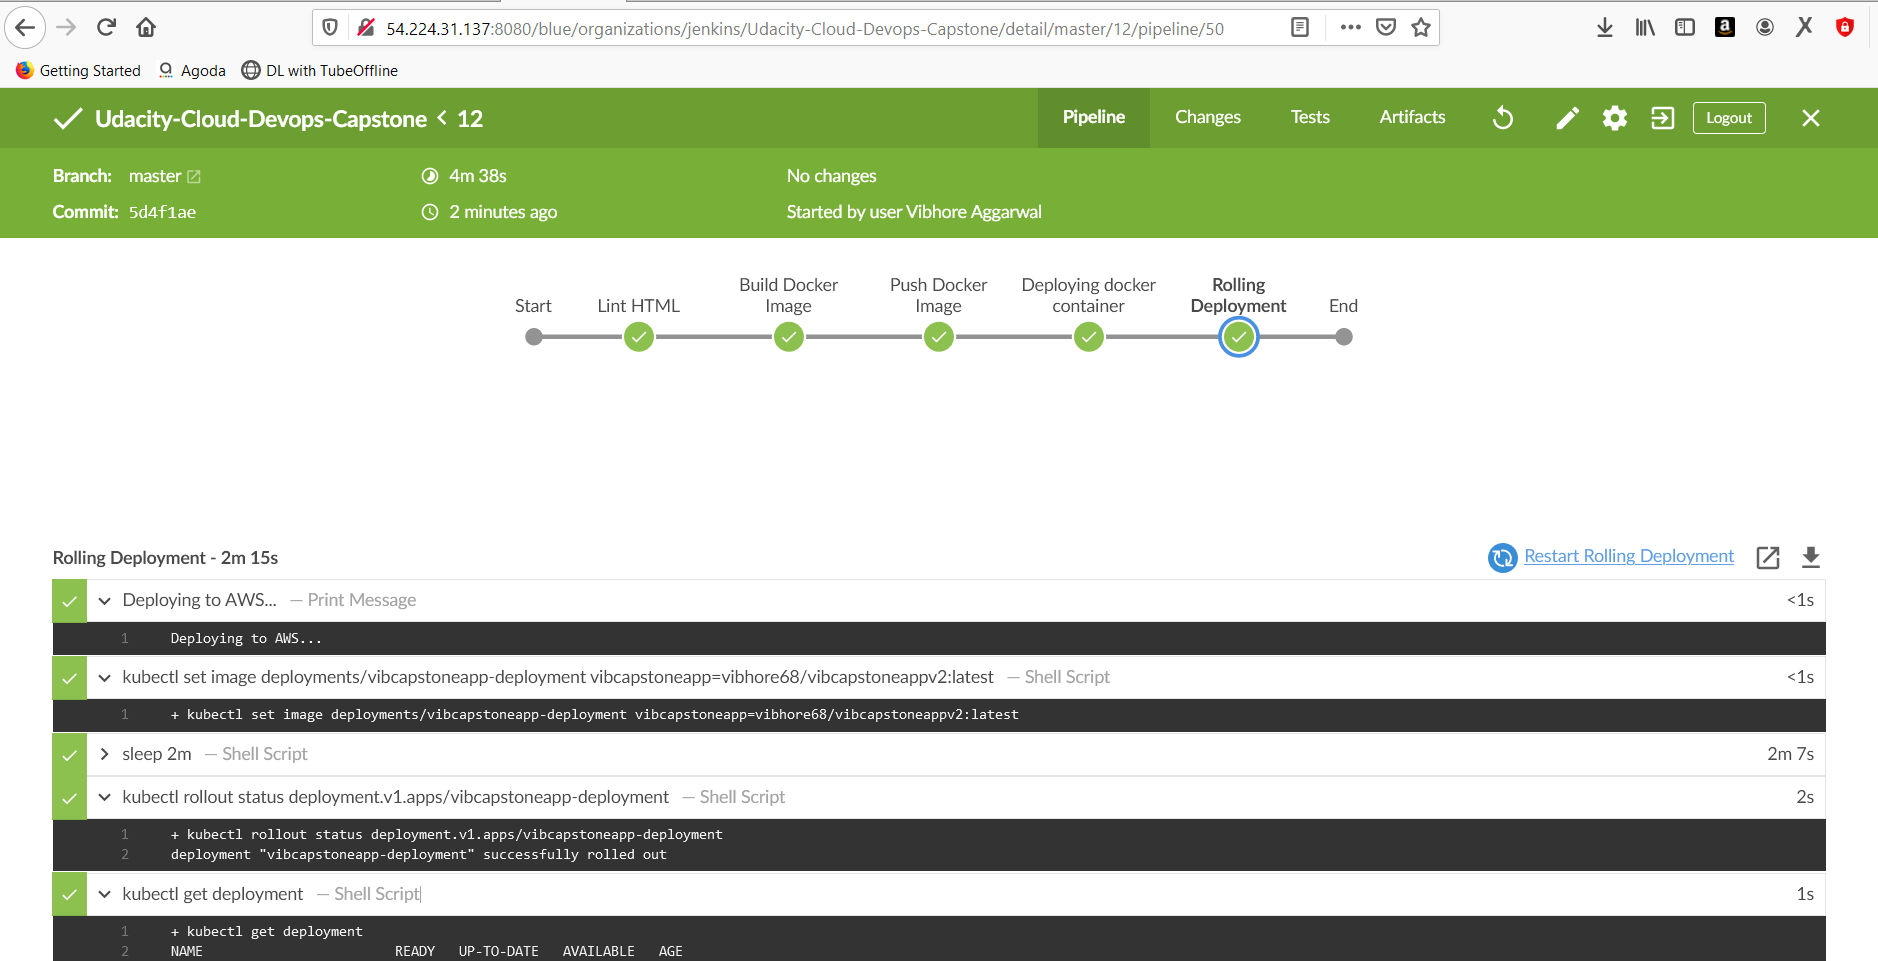 54.224.31.137:8080/blue/organizations/jenkins/Udacity-Cloud-Devops-Capstone/detail/master/12/pipeline/50
Getting Started Agoda DL with TubeOffline
Udacity-Cloud-Devops-Capstone < 12 Pipeline Changes Tests Artifacts Logout
Branch: master 4m 38s No changes
Commit: 5d4f1ae 2 minutes ago Started by user Vibhore Aggarwal
Start Lint HTML Build Docker Image Push Docker Image Deploying docker container Rolling Deployment End
Rolling Deployment - 2m 15s Restart Rolling Deployment
Deploying to AWS... — Print Message <1s
1 Deploying to AWS...
kubectl set image deployments/vibcapstoneapp-deployment vibcapstoneapp=vibhore68/vibcapstoneappv2:latest — Shell Script <1s
1 + kubectl set image deployments/vibcapstoneapp-deployment vibcapstoneapp=vibhore68/vibcapstoneappv2:latest
sleep 2m — Shell Script 2m 7s
kubectl rollout status deployment.v1.apps/vibcapstoneapp-deployment — Shell Script 2s
1 + kubectl rollout status deployment.v1.apps/vibcapstoneapp-deployment
2 deployment "vibcapstoneapp-deployment" successfully rolled out
kubectl get deployment — Shell Script 1s
1 + kubectl get deployment
2 NAME READY UP-TO-DATE AVAILABLE AGE